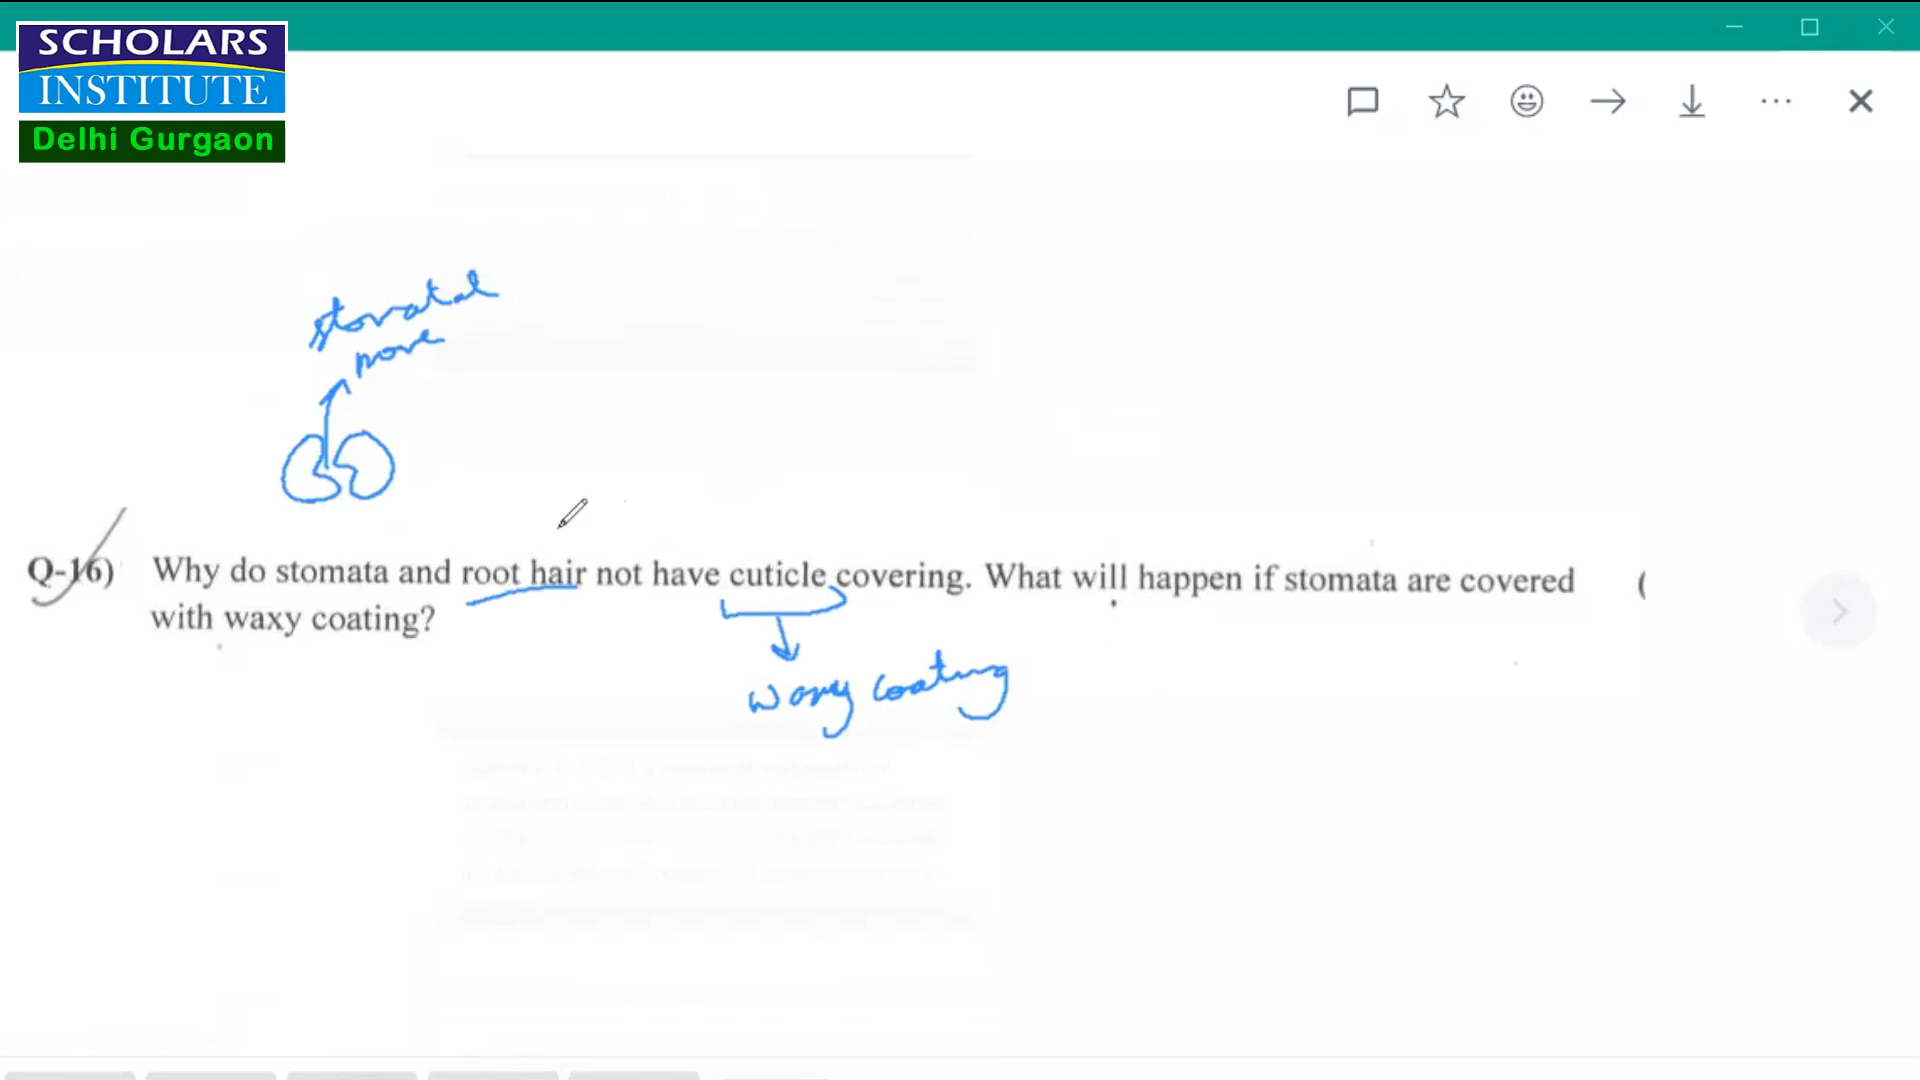 SCHOLARS
INSTITUTE
Delhi Gurgaon
stomatal
pore
Q-16) Why do stomata and root hair not have cuticle covering. What will happen if stomata are covered (
with waxy coating?
waxy coating